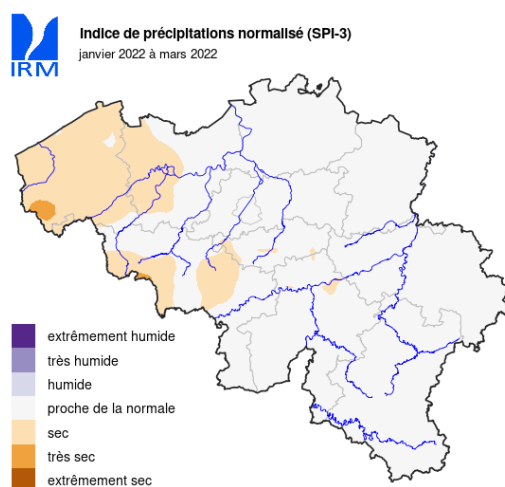 Indice de précipitations normalisé (SPI-3)
janvier 2022 à mars 2022
IRM
extrêmement humide
très humide
humide
proche de la normale
sec
très sec
extrêmement sec